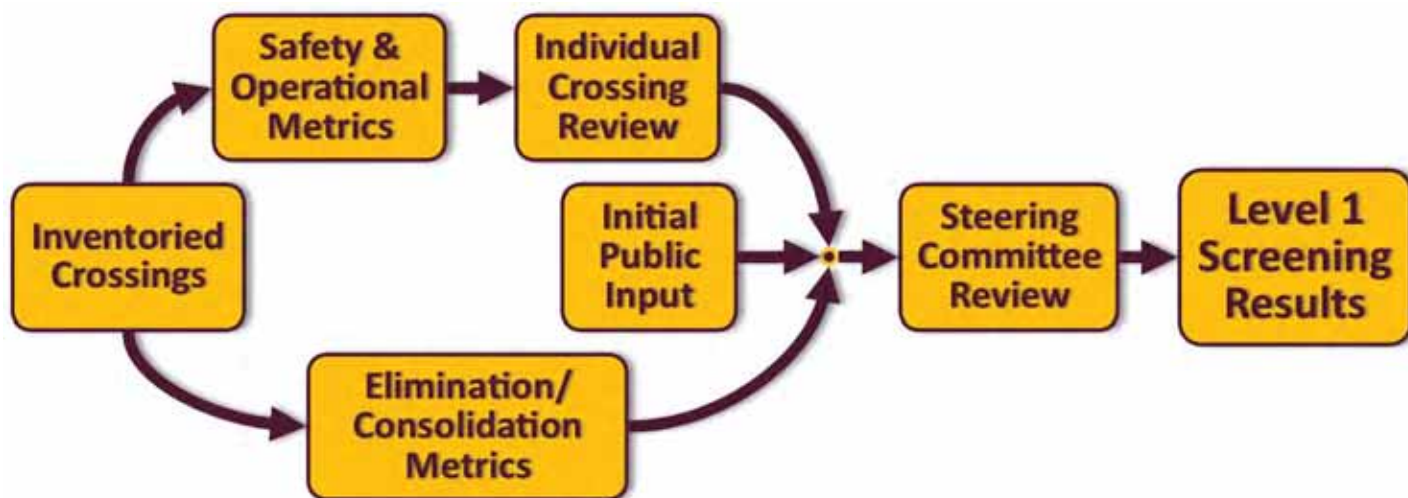 Safety &
Operational
Metrics
Individual
Crossing
Review
Inventoried
Crossings
Initial
Public
Input
Steering
Committee
Review
Level 1
Screening
Results
Elimination/
Consolidation
Metrics